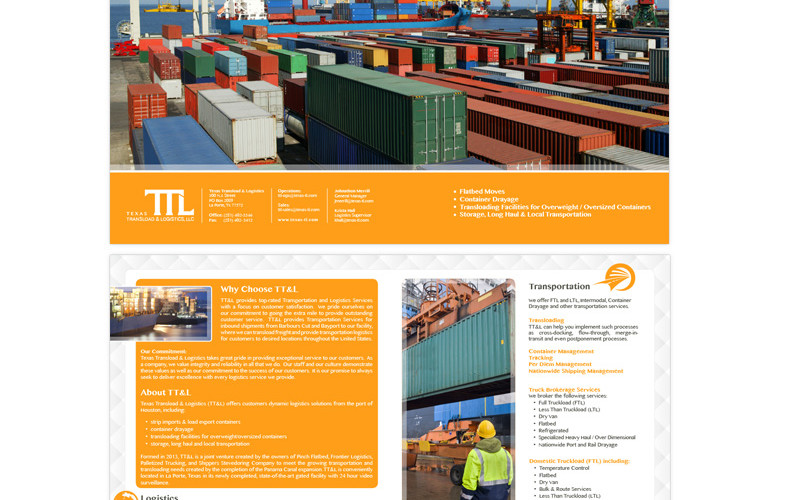 TTL
TEXAS
TRANSLOAD & LOGISTICS, LLC
Texas Transload & Logistics
PO Box 2009
La Porte, TX 77572
Office:
Fax:
Operations:
Sales:
www.texas-tl.com
Johnathan Merrill
General Manager
Logistics Supervisor
• Flatbed Moves
• Container Drayage
• Transloading Facilities for Overweight / Oversized Containers
• Storage, Long Haul & Local Transportation
Why Choose TT&L
TT&L provides top-rated Transportation and Logistics Services
with a focus on customer satisfaction. We pride ourselves on
our commitment to going the extra mile to provide outstanding
customer service. TT&L provides Transportation Services for
inbound shipments from Barbours Cut and Bayport to our facility,
where we can transload freight and provide transportation logistics
for customers to desired locations throughout the United States.
Our Commitment:
Texas Transload & Logistics takes great pride in providing exceptional service to our customers. As
a company, we value integrity and reliability in all that we do. Our staff and our culture demonstrate
these values as well as our commitment to the success of our customers. It is our promise to always
seek to deliver excellence with every logistics service we provide.
About TT&L
Texas Transload & Logistics (TT&L) offers customers dynamic logistics solutions from the port of
Houston, including:
• strip imports & load export containers
• container drayage
• transloading facilities for overweight/oversized containers
• storage, long haul and local transportation
Formed in 2013, TT&L is a joint venture created by the owners of Pinch Flatbed, Frontier Logistics,
Palletized Trucking, and Shippers Stevedoring Company to meet the growing transportation and
transloading needs created by the completion of the Panama Canal expansion. TT&L is conveniently
located in La Porte, Texas in its newly completed, state-of-the-art gated facility with 24 hour video
surveillance.
Logistics
Transportation
We offer FTL and LTL, Intermodal, Container
Drayage and other transportation services.
Transloading
TT&L can help you implement such processes
as cross-docking, flow-through, merge-in-
transit and even postponement processes.
Container Management
Tracking
Per Diem Management
Nationwide Shipping Management
Truck Brokerage Services
We broker the following services:
• Full Truckload (FTL)
• Less Than Truckload (LTL)
• Dry Van
• Flatbed
• Refrigerated
• Specialized Heavy Haul / Over Dimensional
• Nationwide Port and Rail Drayage
Domestic Truckload (FTL) including:
• Temperature Control
• Flatbed
• Dry van
• Bulk & Route Services
• Less Than Truckload (LTL)